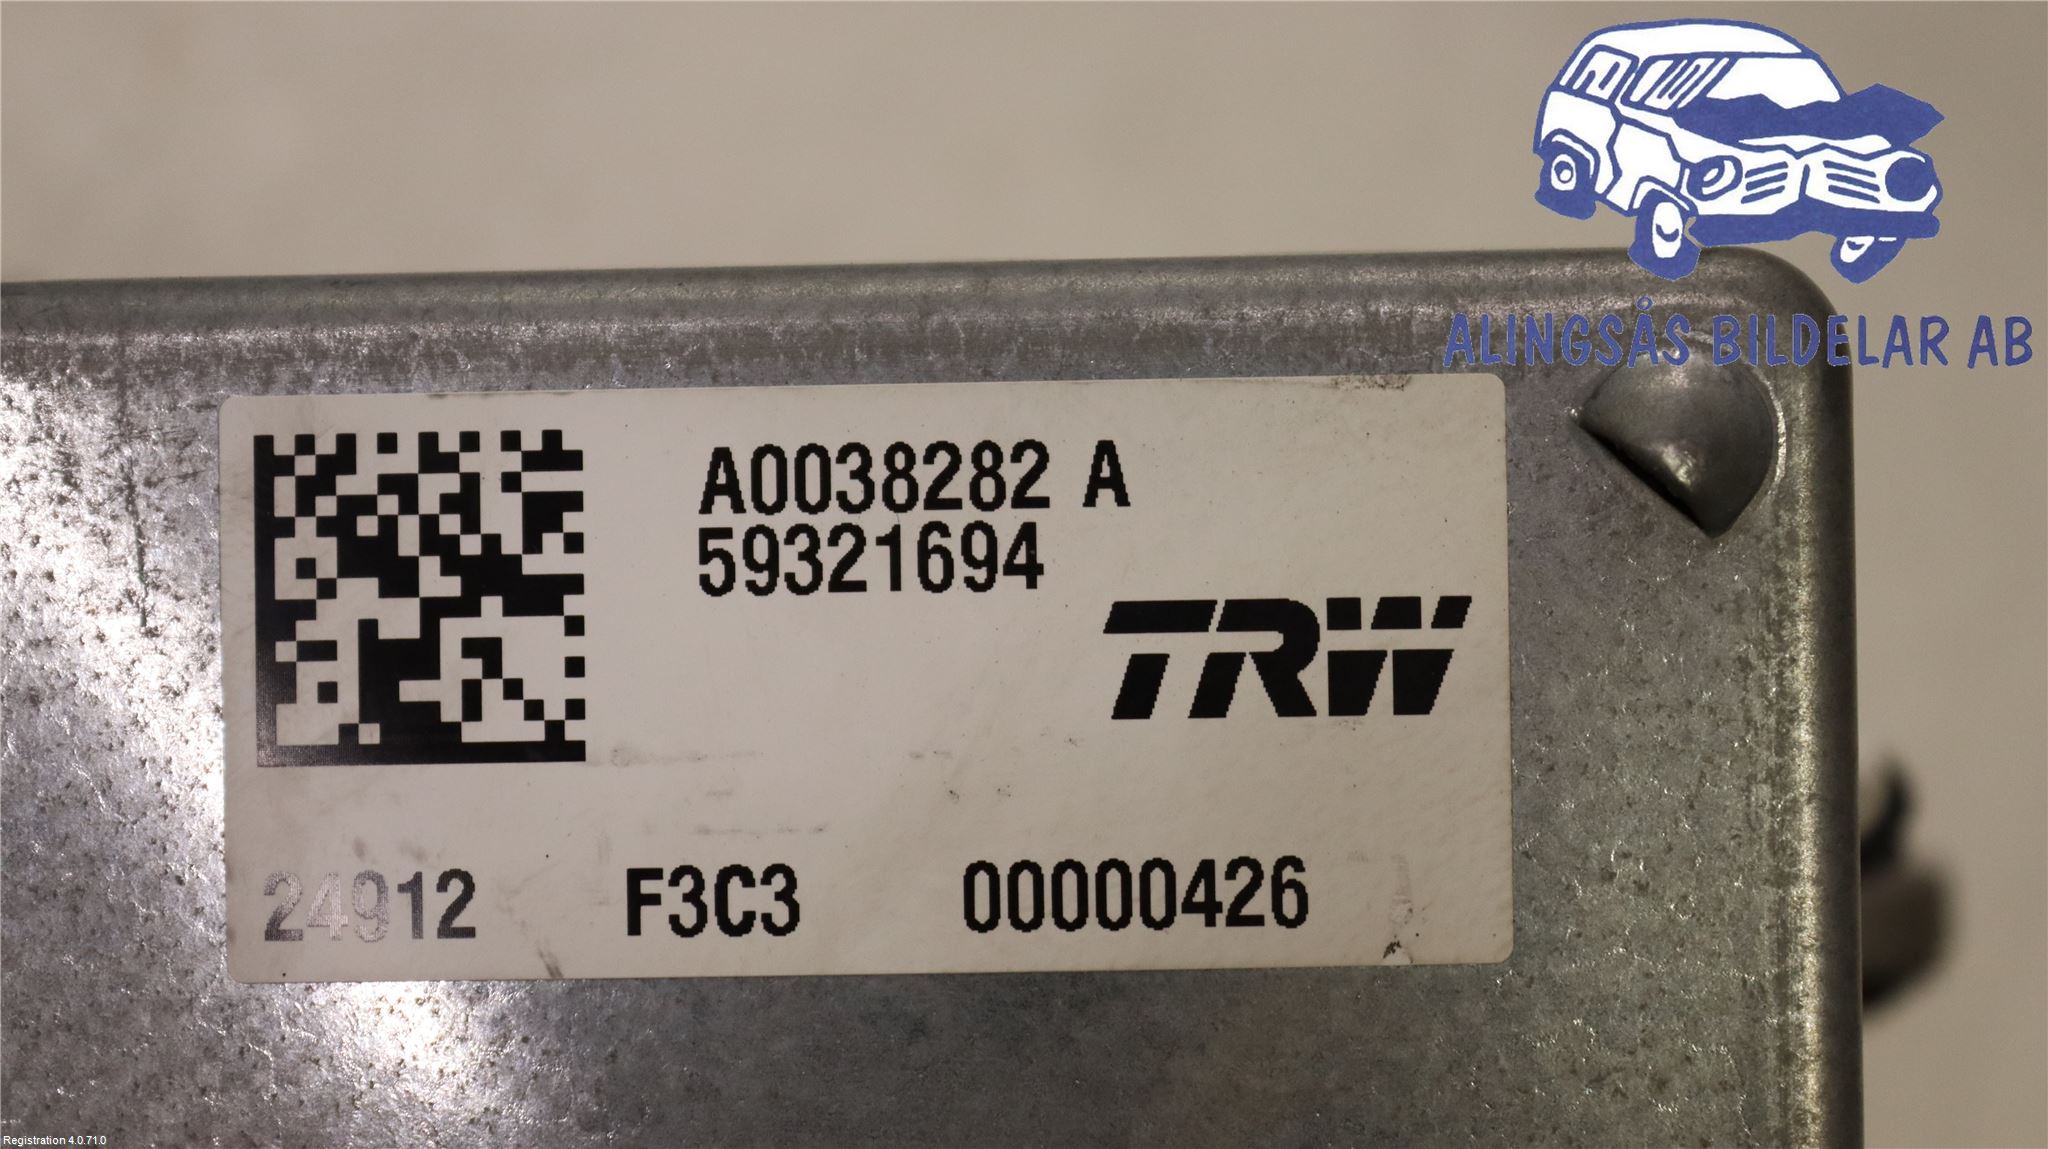 ALINGSÅS BILDELAR AB
A0038282 A
59321694
TRW
24912 F3C3 00000426
Registration 4.0.71.0